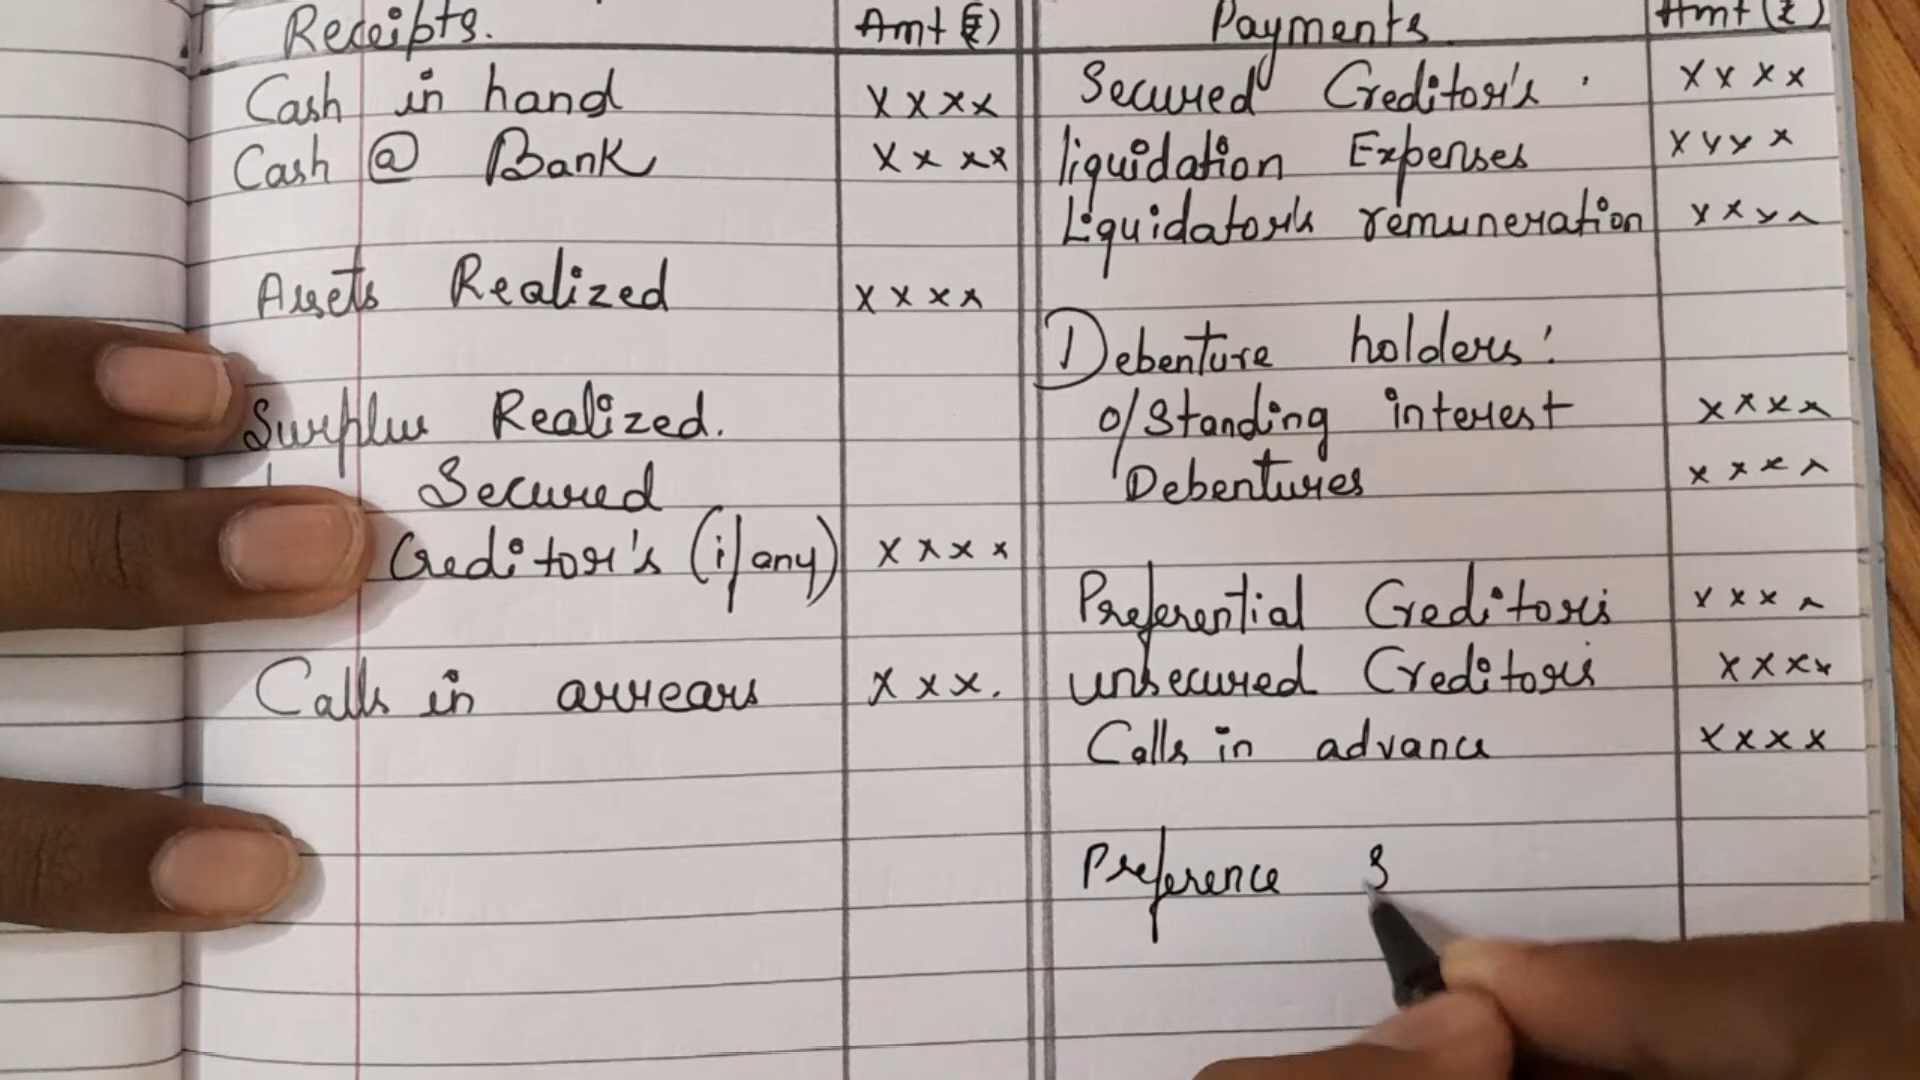 Receipts. Amt (₹) Payments Amt (₹)
Cash in hand xxxx Secured Creditor's xxxx
Cash @ Bank xxxx liquidation Expenses xxxx
Liquidator's remuneration xxxx
Assets Realized xxxx
Debenture holders:
Surplus Realized. o/standing interest xxxx
Secured Debentures xxxx
Creditor's (if any) xxxx
Preferential Creditors xxxx
Calls in arrears xxx. unsecured Creditors xxxx
Calls in advance xxxx
Preference S